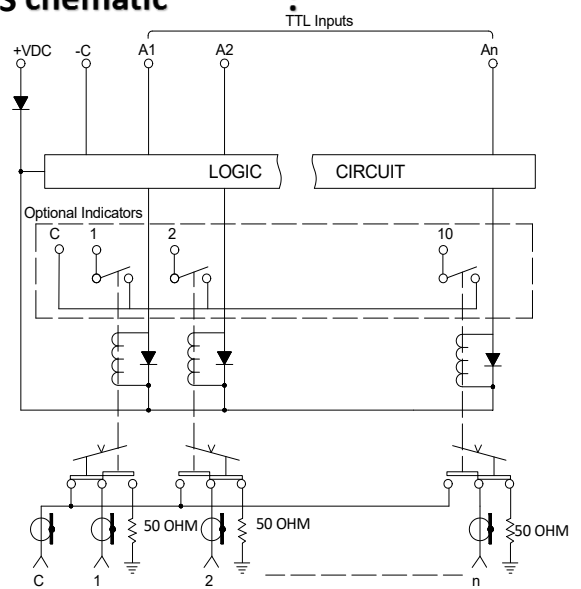 S chematic
TTL Inputs
+VDC -C A1 A2 An
LOGIC CIRCUIT
Optional Indicators
C 1 2 10
50 OHM 50 OHM 50 OHM
C 1 2 n